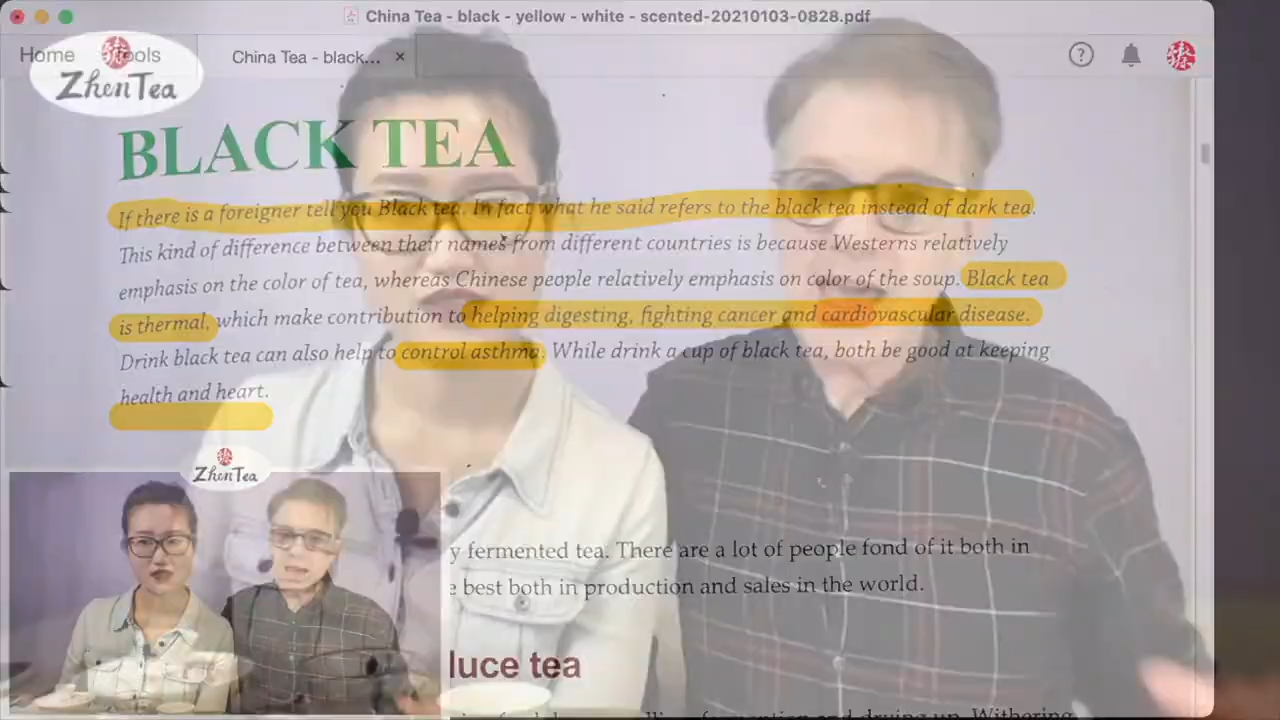 China Tea - black - yellow - white - scented-20210103-0828.pdf
Home
Tools
China Tea - black...
Zhen Tea
BLACK TEA
If there is a foreigner tell you Black tea. In fact what he said refers to the black tea instead of dark tea.
This kind of difference between their names from different countries is because Westerns relatively
emphasis on the color of tea, whereas Chinese people relatively emphasis on color of the soup. Black tea
is thermal, which make contribution to helping digesting, fighting cancer and cardiovascular disease.
Drink black tea can also help to control asthma. While drink a cup of black tea, both be good at keeping
health and heart.
Zhen Tea
y fermented tea. There are a lot of people fond of it both in
e best both in production and sales in the world.
luce tea